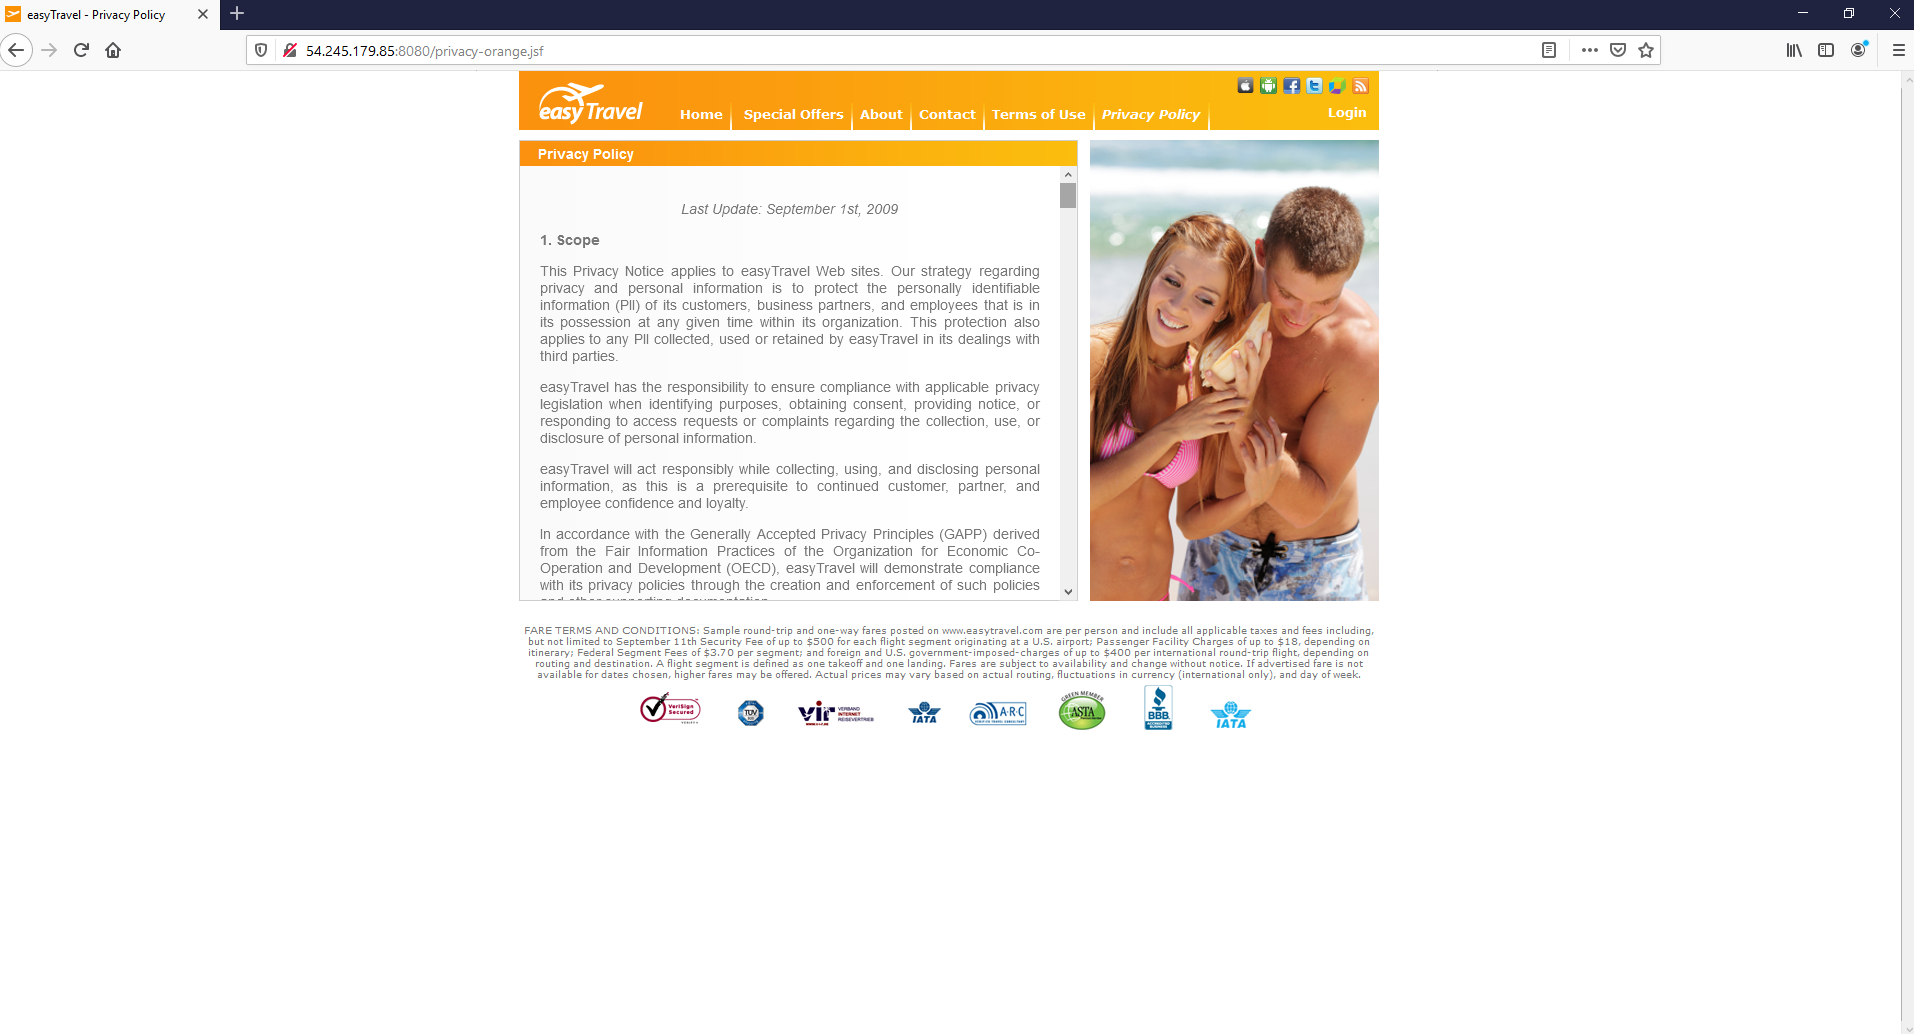 easyTravel - Privacy Policy
54.245.179.85:8080/privacy-orange.jsf
easyTravel
Home
Special Offers
About
Contact
Terms of Use
Privacy Policy
Login
Privacy Policy
Last Update: September 1st, 2009
1. Scope
This Privacy Notice applies to easyTravel Web sites. Our strategy regarding
privacy and personal information is to protect the personally identifiable
information (PII) of its customers, business partners, and employees that is in
its possession at any given time within its organization. This protection also
applies to any PII collected, used or retained by easyTravel in its dealings with
third parties.
easyTravel has the responsibility to ensure compliance with applicable privacy
legislation when identifying purposes, obtaining consent, providing notice, or
responding to access requests or complaints regarding the collection, use, or
disclosure of personal information.
easyTravel will act responsibly while collecting, using, and disclosing personal
information, as this is a prerequisite to continued customer, partner, and
employee confidence and loyalty.
In accordance with the Generally Accepted Privacy Principles (GAPP) derived
from the Fair Information Practices of the Organization for Economic Co-
Operation and Development (OECD), easyTravel will demonstrate compliance
with its privacy policies through the creation and enforcement of such policies
and other supporting documentation.
FARE TERMS AND CONDITIONS: Sample round-trip and one-way fares posted on www.easytravel.com are per person and include all applicable taxes and fees including,
but not limited to September 11th Security Fee of up to $500 for each flight segment originating at a U.S. airport; Passenger Facility Charges of up to $18, depending on
itinerary; Federal Segment Fees of $3.70 per segment; and foreign and U.S. government-imposed-charges of up to $400 per international round-trip flight, depending on
routing and destination. A flight segment is defined as one takeoff and one landing. Fares are subject to availability and change without notice. If advertised fare is not
available for dates chosen, higher fares may be offered. Actual prices may vary based on actual routing, fluctuations in currency (international only), and day of week.
VeriSign
Secured
TÜV
vir
VERBAND
INTERNET
REISEVERTRIEB
IATA
A·R·C
GREEN MEMBER
ASTA
BBB
ACCREDITED
BUSINESS
IATA